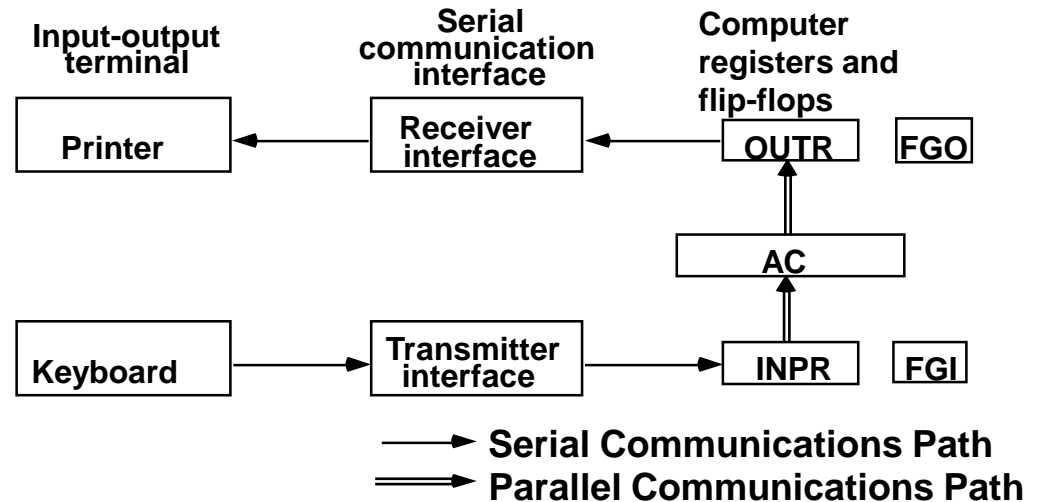 Input-output
terminal
Serial
communication
interface
Computer
registers and
flip-flops
Printer
Receiver
interface
OUTR
FGO
AC
Keyboard
Transmitter
interface
INPR
FGI
Serial Communications Path
Parallel Communications Path